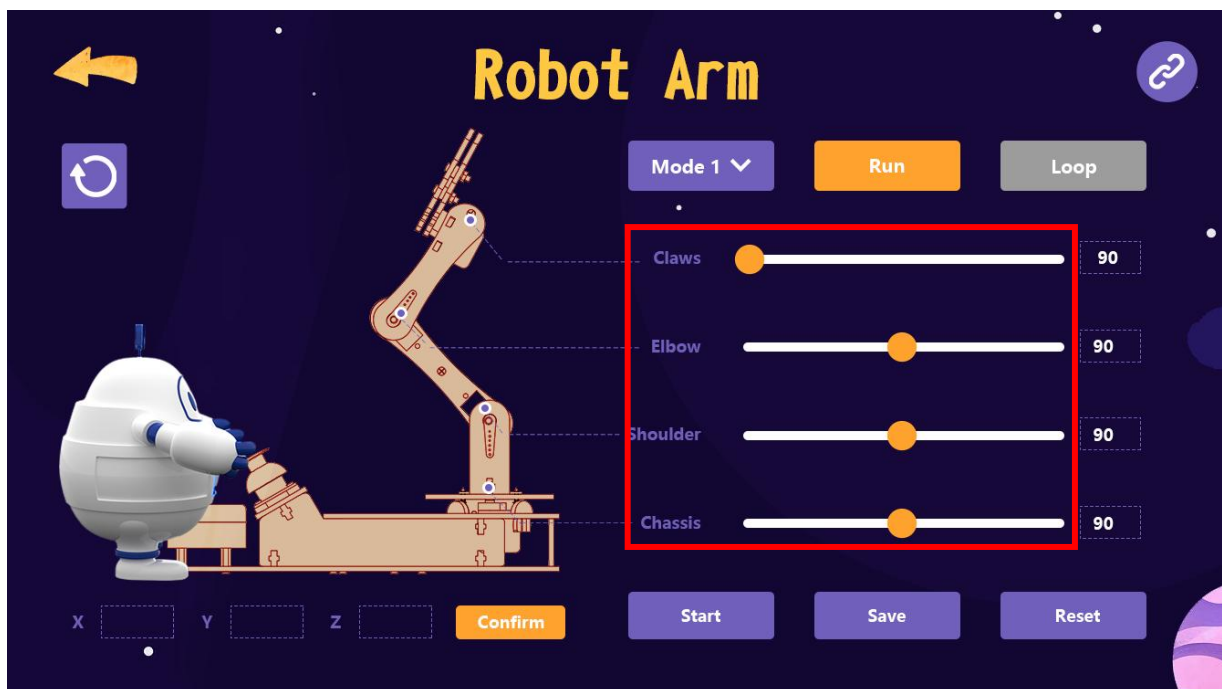 Robot Arm
Mode 1
Run
Loop
Claws
90
Elbow
90
Shoulder
90
Chassis
90
X
Y
Z
Confirm
Start
Save
Reset